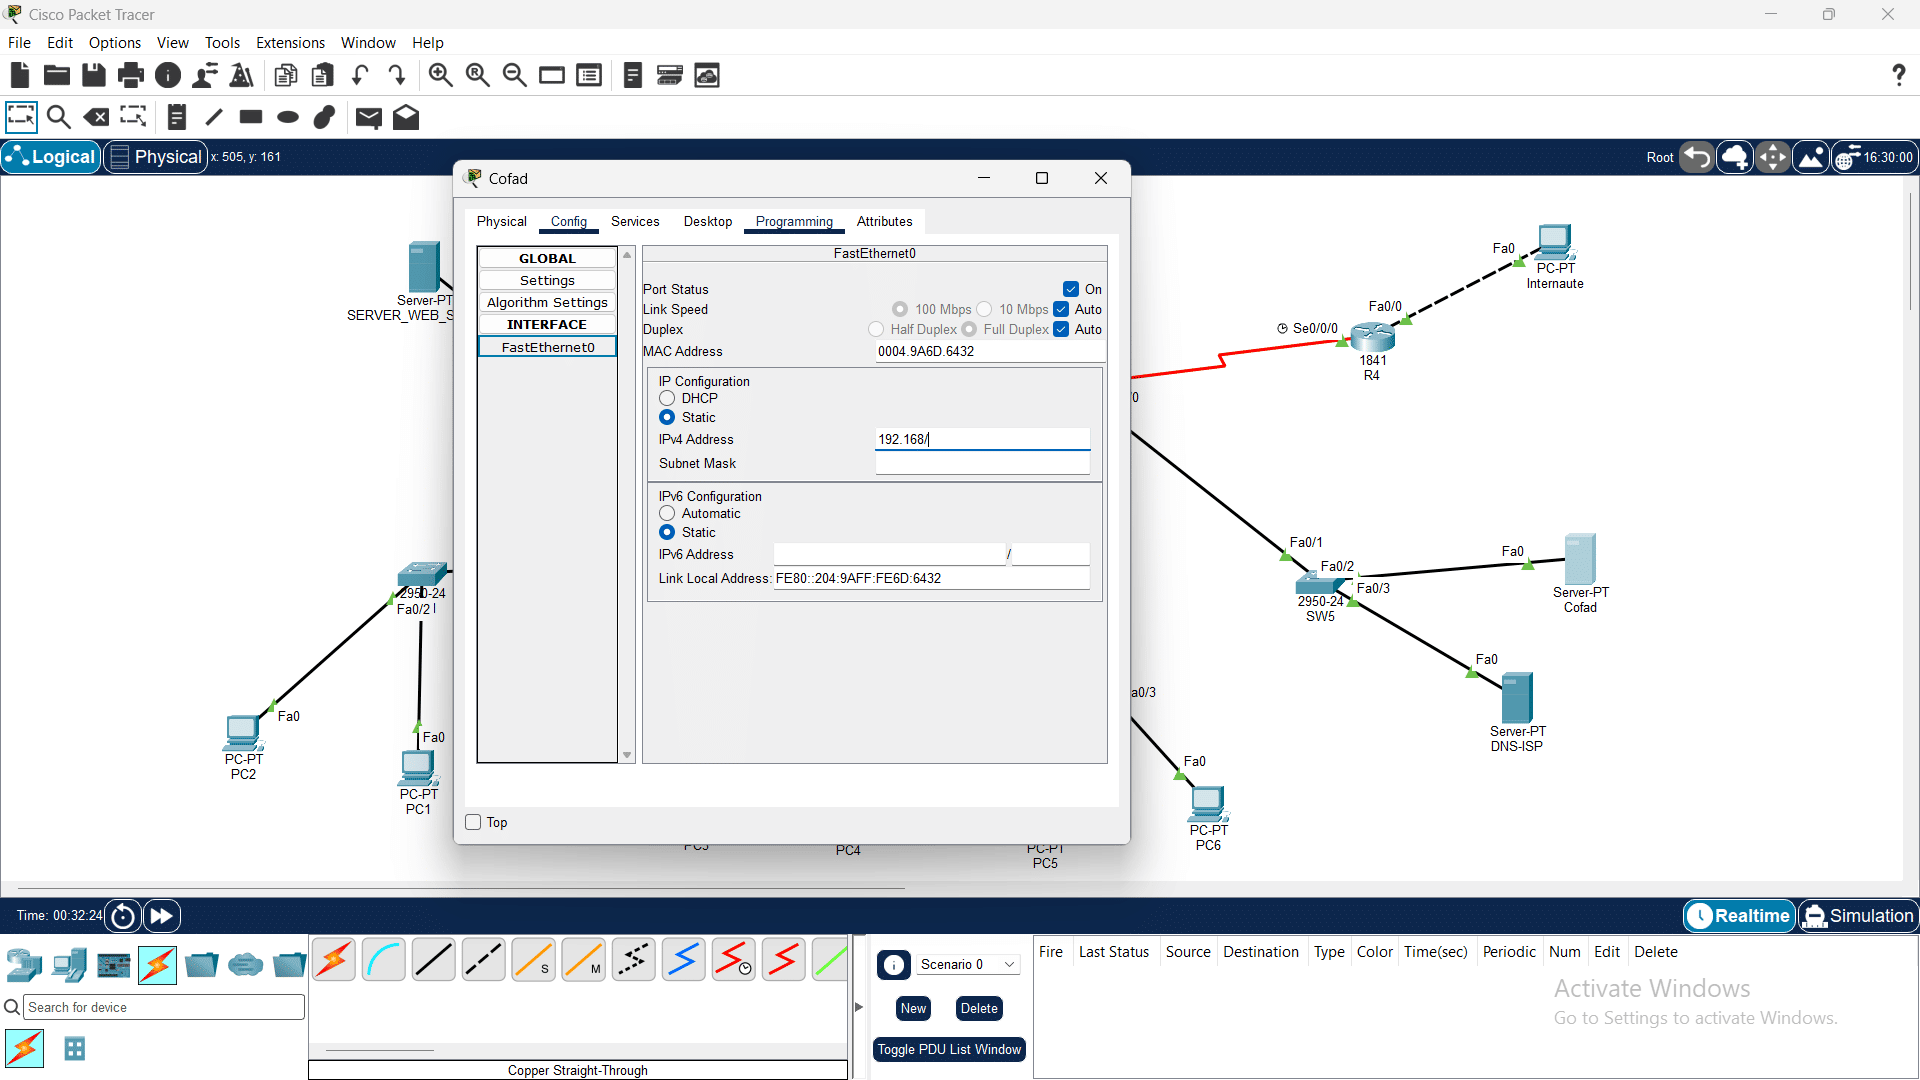 Cisco Packet Tracer
File Edit Options View Tools Extensions Window Help
?
Logical Physical x: 505, y: 161
Root 16:30:00
Cofad
Physical Config Services Desktop Programming Attributes
GLOBAL
Settings
Algorithm Settings
INTERFACE
FastEthernet0
FastEthernet0
Port Status On
Link Speed 100 Mbps 10 Mbps Auto
Duplex Half Duplex Full Duplex Auto
MAC Address 0004.9A6D.6432
IP Configuration
DHCP
Static
IPv4 Address 192.168/
Subnet Mask
IPv6 Configuration
Automatic
Static
IPv6 Address /
Link Local Address: FE80::204:9AFF:FE6D:6432
Top
Server-PT
SERVER_WEB_S
2950-24
Fa0/2
Fa0
PC-PT
PC2
Fa0
PC-PT
PC1
PC4
PC-PT
PC5
a0/3
Fa0
PC-PT
PC6
/0
Fa0
PC-PT
Internaute
Fa0/0
Se0/0/0
1841
R4
Fa0/1
Fa0/2
Fa0/3
2950-24
SW5
Fa0
Server-PT
Cofad
Fa0
Server-PT
DNS-ISP
Time: 00:32:24
Realtime Simulation
Search for device
S
M
Copper Straight-Through
Scenario 0
New Delete
Toggle PDU List Window
Fire Last Status Source Destination Type Color Time(sec) Periodic Num Edit Delete
Activate Windows
Go to Settings to activate Windows.